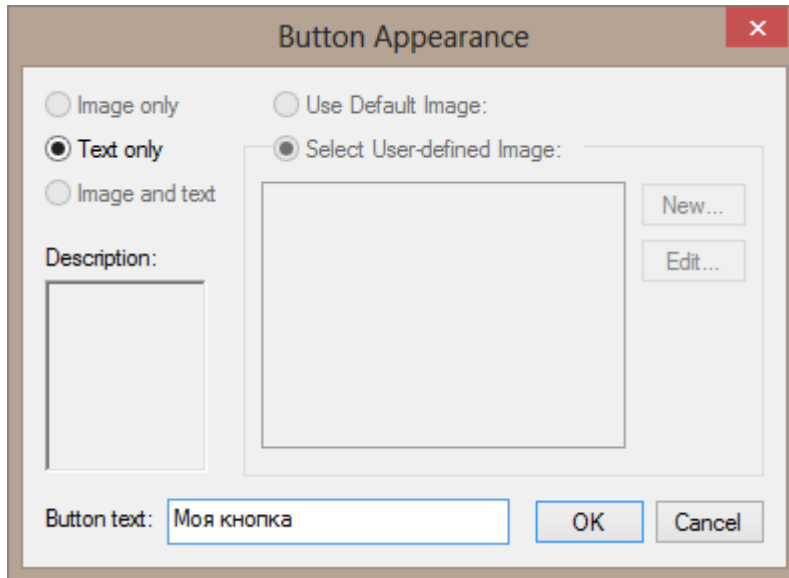 Button Appearance
Image only
Use Default Image:
Text only
Select User-defined Image:
Image and text
New...
Description:
Edit...
Button text: Моя кнопка
OK
Cancel